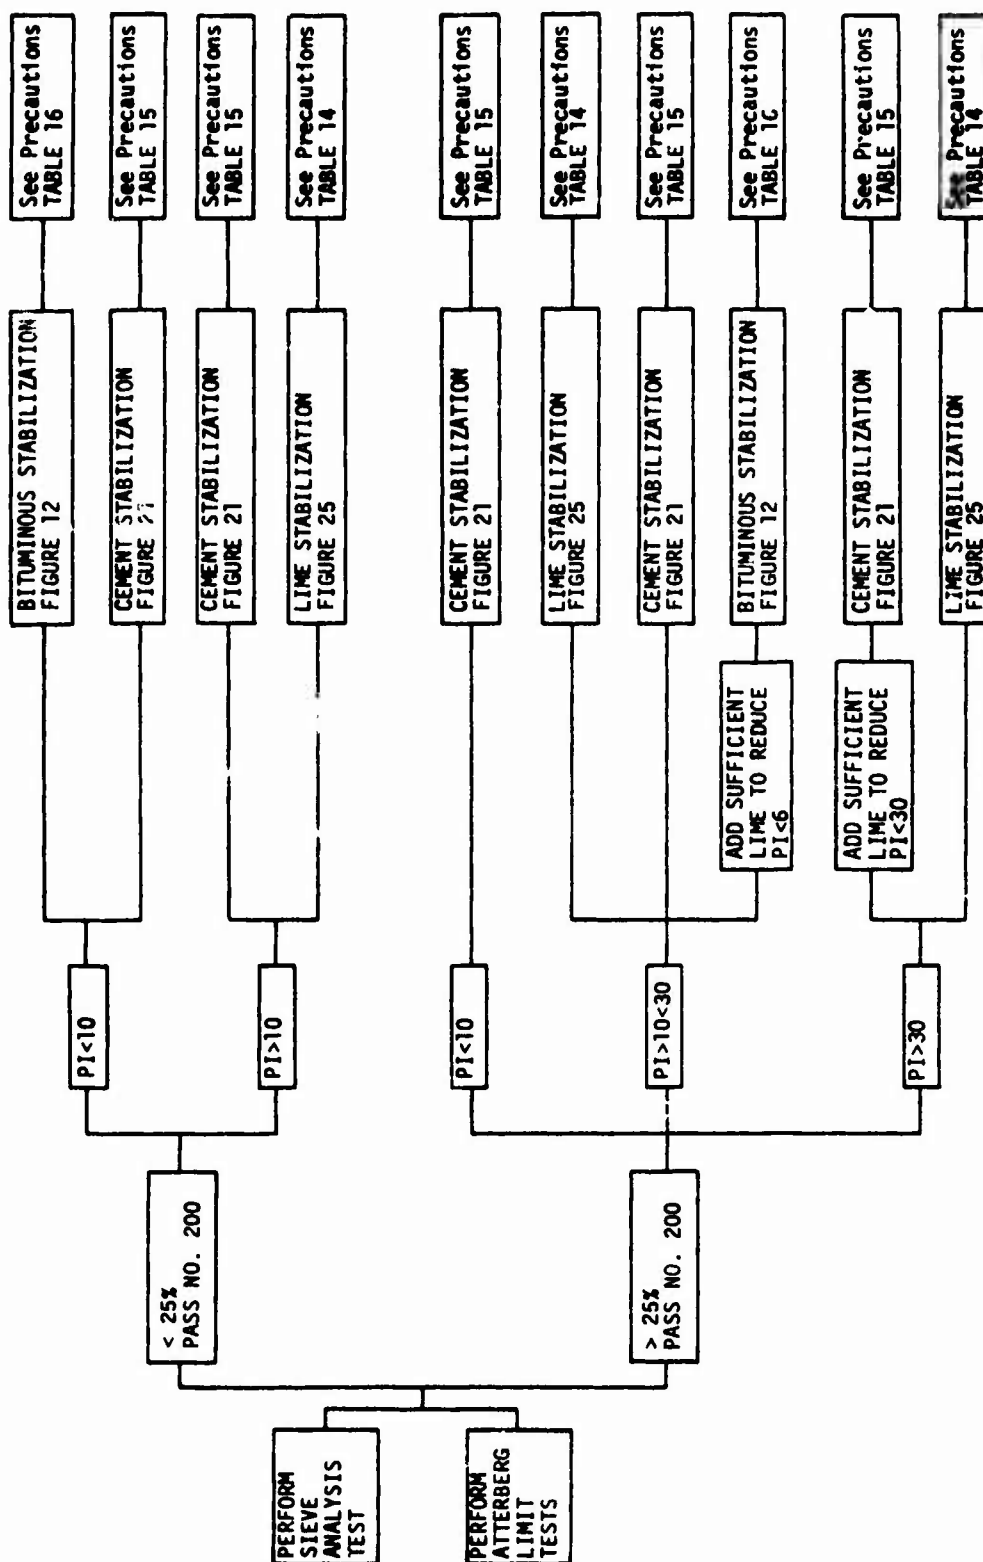 PERFORM
SIEVE
ANALYSIS
TEST
PERFORM
ATTERBERG
LIMIT
TESTS
< 25%
PASS NO. 200
> 25%
PASS NO. 200
PI<10
PI>10
PI<10
PI>10<30
PI>30
ADD SUFFICIENT
LIME TO REDUCE
PI<6
ADD SUFFICIENT
LIME TO REDUCE
PI<30
BITUMINOUS STABILIZATION
FIGURE 12
CEMENT STABILIZATION
FIGURE 21
CEMENT STABILIZATION
FIGURE 21
LIME STABILIZATION
FIGURE 25
CEMENT STABILIZATION
FIGURE 21
LIME STABILIZATION
FIGURE 25
CEMENT STABILIZATION
FIGURE 21
BITUMINOUS STABILIZATION
FIGURE 12
CEMENT STABILIZATION
FIGURE 21
LIME STABILIZATION
FIGURE 25
See Precautions
TABLE 16
See Precautions
TABLE 15
See Precautions
TABLE 15
See Precautions
TABLE 14
See Precautions
TABLE 15
See Precautions
TABLE 14
See Precautions
TABLE 15
See Precautions
TABLE 16
See Precautions
TABLE 15
See Precautions
TABLE 14